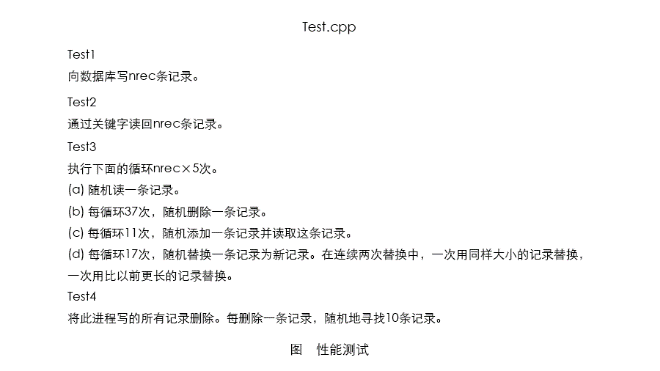 Test.cpp
Test1
向数据库写nrec条记录。
Test2
通过关键字读回nrec条记录。
Test3
执行下面的循环nrec×5次。
(a) 随机读一条记录。
(b) 每循环37次，随机删除一条记录。
(c) 每循环11次，随机添加一条记录并读取这条记录。
(d) 每循环17次，随机替换一条记录为新记录。在连续两次替换中，一次用同样大小的记录替换，
一次用比以前更长的记录替换。
Test4
将此进程写的所有记录删除。每删除一条记录，随机地寻找10条记录。
图 性能测试